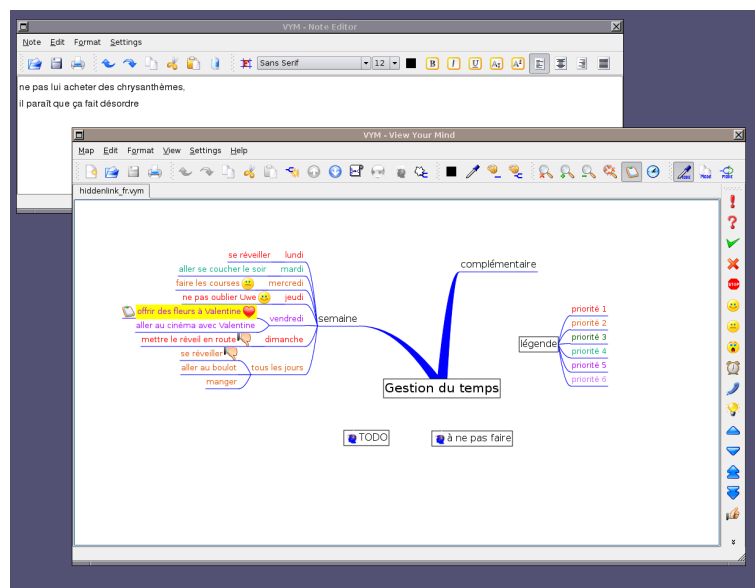 VYM - Note Editor
Note Edit Format Settings
Sans Serif 12
ne pas lui acheter des chrysanthèmes,
il paraît que ça fait désordre
VYM - View Your Mind
Map Edit Format View Settings Help
hiddenlink_fr.vym
se réveiller lundi
aller se coucher le soir mardi
faire les courses mercredi
ne pas oublier Uwe jeudi
offrir des fleurs à Valentine
vendredi
aller au cinéma avec Valentine
mettre le réveil en route dimanche
se réveiller
aller au boulot tous les jours
manger
semaine
complémentaire
légende
priorité 1
priorité 2
priorité 3
priorité 4
priorité 5
priorité 6
Gestion du temps
TODO
à ne pas faire
STOP